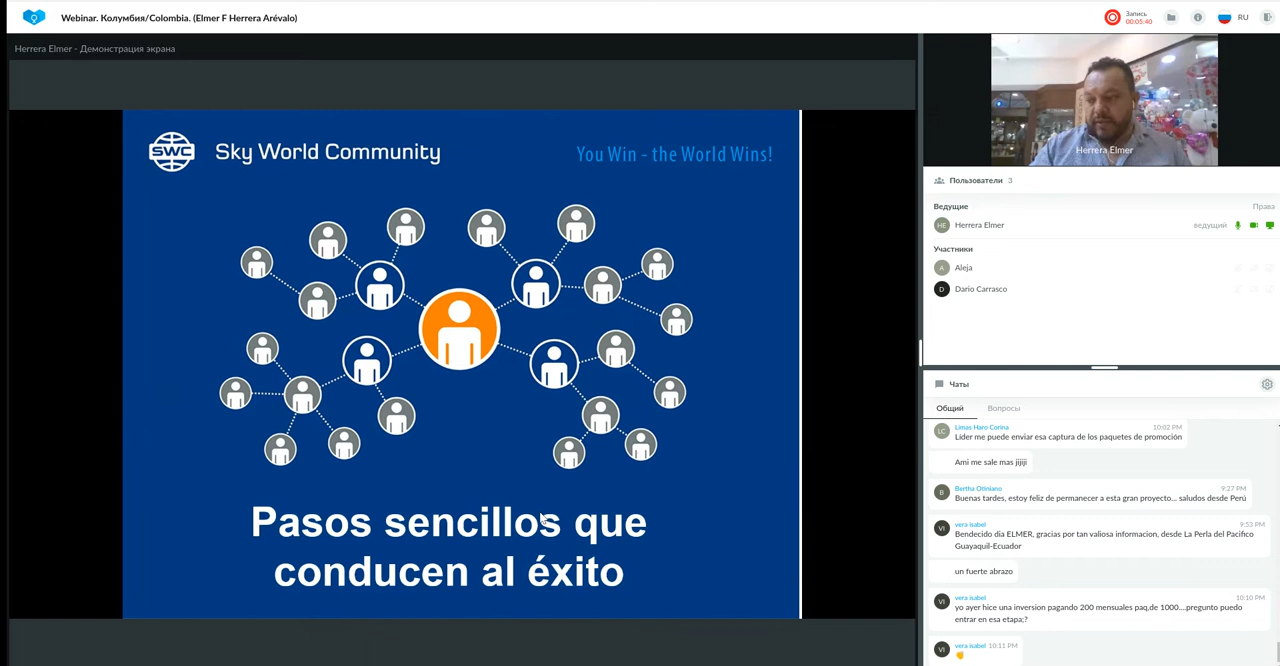 Webinar. Колумбия/Colombia. (Elmer F Herrera Arévalo)
Запись
00:05:40
RU
Herrera Elmer - Демонстрация экрана
SWC
Sky World Community
You Win - the World Wins!
Pasos sencillos que
conducen al éxito
Herrera Elmer
Пользователи 3
Ведущие
Права
HE
Herrera Elmer
ведущий
Участники
A
Aleja
D
Dario Carrasco
Чаты
Общий
Вопросы
LC
Limas Haro Corina
10:02 PM
Líder me puede enviar esa captura de los paquetes de promoción
Ami me sale mas jijiji
B
Bertha Otiniano
9:27 PM
Buenas tardes, estoy feliz de permanecer a esta gran proyecto... saludos desde Perú
VI
vera isabel
9:53 PM
Bendecido dia ELMER, gracias por tan valiosa informacion, desde La Perla del Pacifico
Guayaquil-Ecuador
un fuerte abrazo
VI
vera isabel
10:10 PM
yo ayer hice una inversion pagando 200 mensuales paq,de 1000....pregunto puedo
entrar en esa etapa;?
VI
vera isabel 10:11 PM